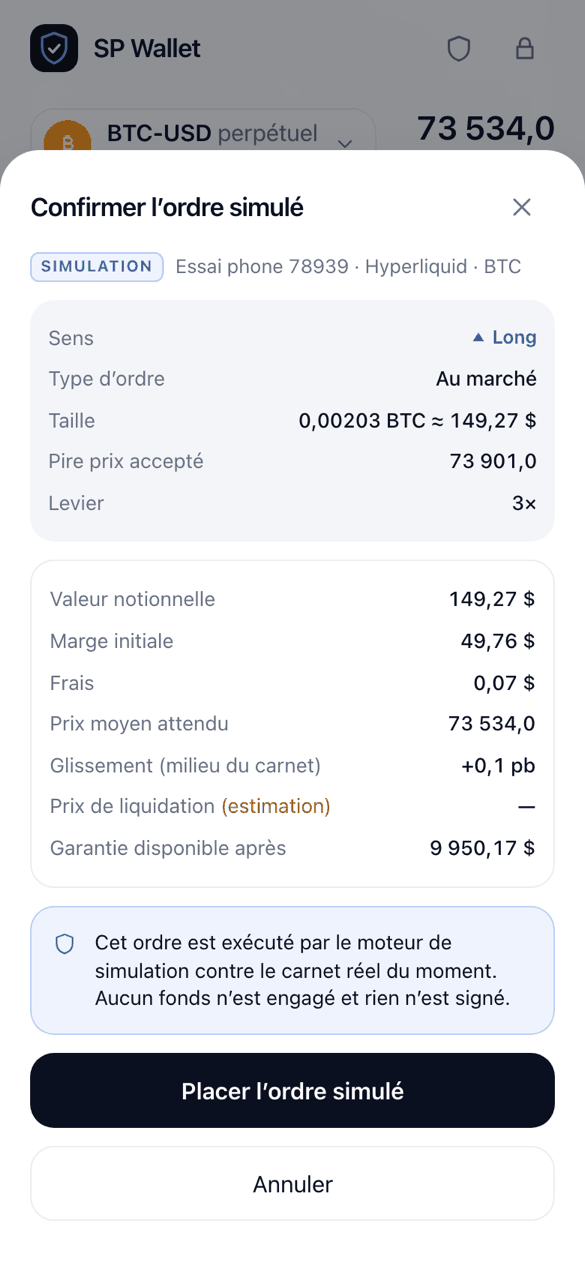 SP Wallet
BTC-USD perpétuel
73 534,0
Confirmer l’ordre simulé
SIMULATION Essai phone 78939 · Hyperliquid · BTC
Sens ▲ Long
Type d’ordre Au marché
Taille 0,00203 BTC ≈ 149,27 $
Pire prix accepté 73 901,0
Levier 3×
Valeur notionnelle 149,27 $
Marge initiale 49,76 $
Frais 0,07 $
Prix moyen attendu 73 534,0
Glissement (milieu du carnet) +0,1 pb
Prix de liquidation (estimation) —
Garantie disponible après 9 950,17 $
Cet ordre est exécuté par le moteur de
simulation contre le carnet réel du moment.
Aucun fonds n’est engagé et rien n’est signé.
Placer l’ordre simulé
Annuler